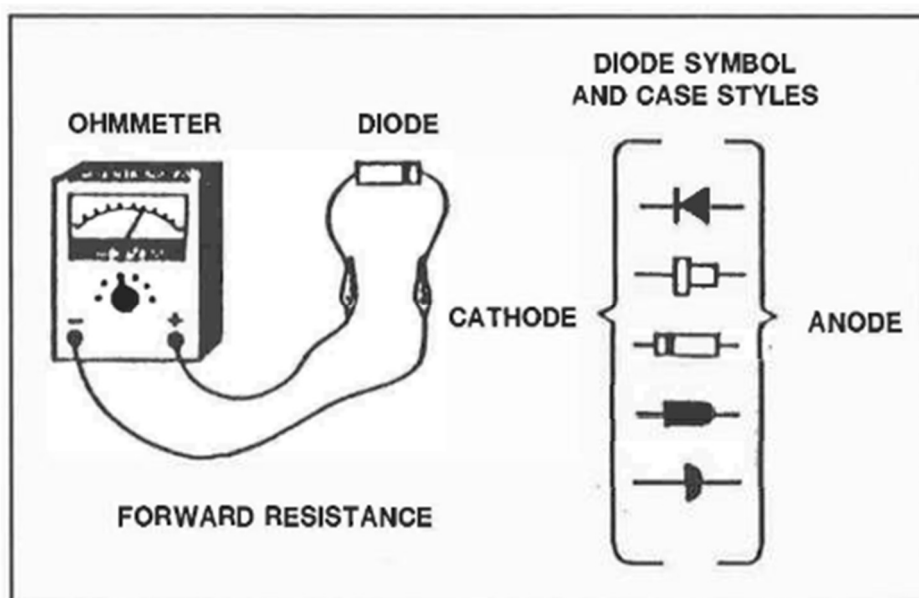 DIODE SYMBOL
AND CASE STYLES
OHMMETER
DIODE
−
+
CATHODE
ANODE
FORWARD RESISTANCE